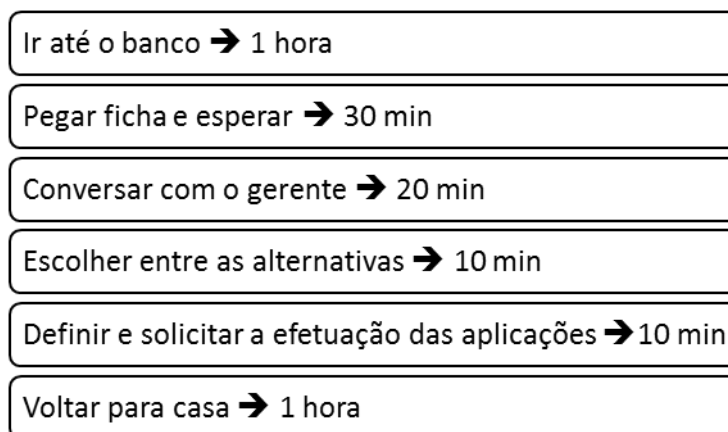 Ir até o banco ➔ 1 hora
Pegar ficha e esperar ➔ 30 min
Conversar com o gerente ➔ 20 min
Escolher entre as alternativas ➔ 10 min
Definir e solicitar a efetuação das aplicações ➔10 min
Voltar para casa ➔ 1 hora